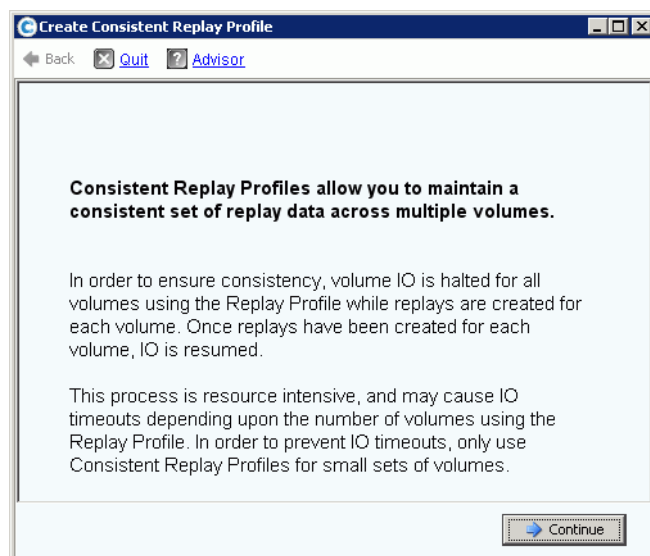 Create Consistent Replay Profile
Back Quit Advisor
Consistent Replay Profiles allow you to maintain a
consistent set of replay data across multiple volumes.
In order to ensure consistency, volume IO is halted for all
volumes using the Replay Profile while replays are created for
each volume. Once replays have been created for each
volume, IO is resumed.
This process is resource intensive, and may cause IO
timeouts depending upon the number of volumes using the
Replay Profile. In order to prevent IO timeouts, only use
Consistent Replay Profiles for small sets of volumes.
Continue